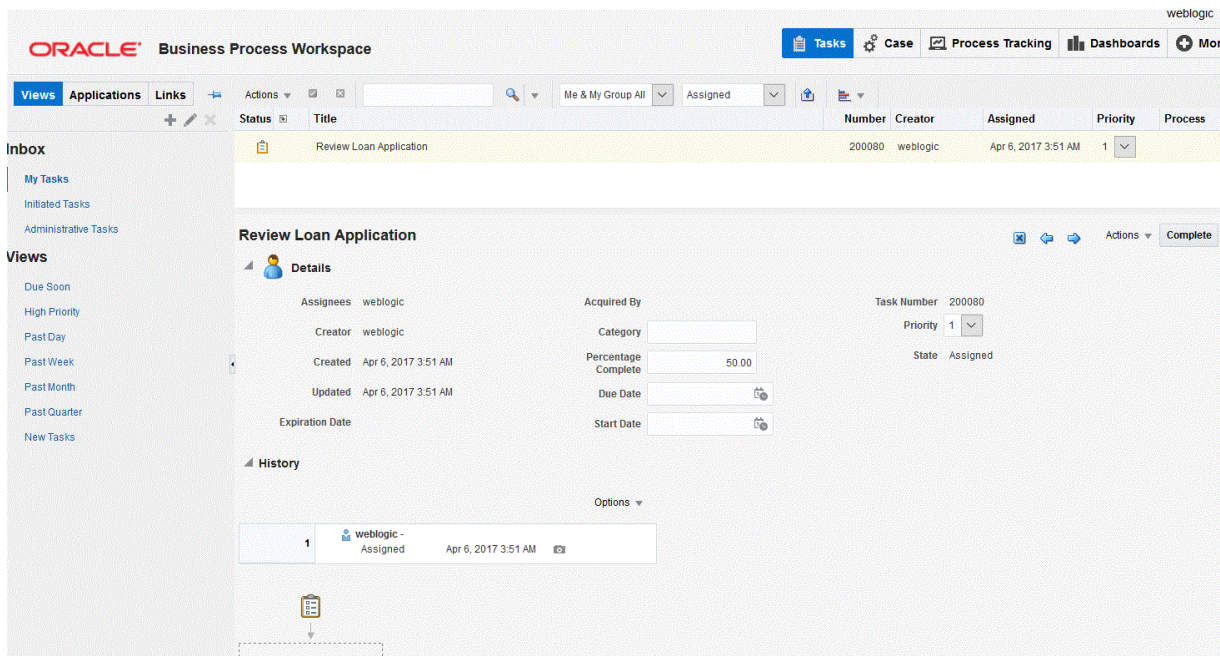 weblogic
ORACLE® Business Process Workspace
Tasks Case Process Tracking Dashboards Mor
Views Applications Links
Actions Me & My Group All Assigned
Status Title Number Creator Assigned Priority Process
Review Loan Application 200080 weblogic Apr 6, 2017 3:51 AM 1
Inbox
My Tasks
Initiated Tasks
Administrative Tasks
Views
Due Soon
High Priority
Past Day
Past Week
Past Month
Past Quarter
New Tasks
Review Loan Application Actions Complete
Details
Assignees weblogic Acquired By Task Number 200080
Creator weblogic Category Priority 1
Created Apr 6, 2017 3:51 AM Percentage Complete 50.00 State Assigned
Updated Apr 6, 2017 3:51 AM Due Date
Expiration Date Start Date
History
Options
1 weblogic -
Assigned Apr 6, 2017 3:51 AM